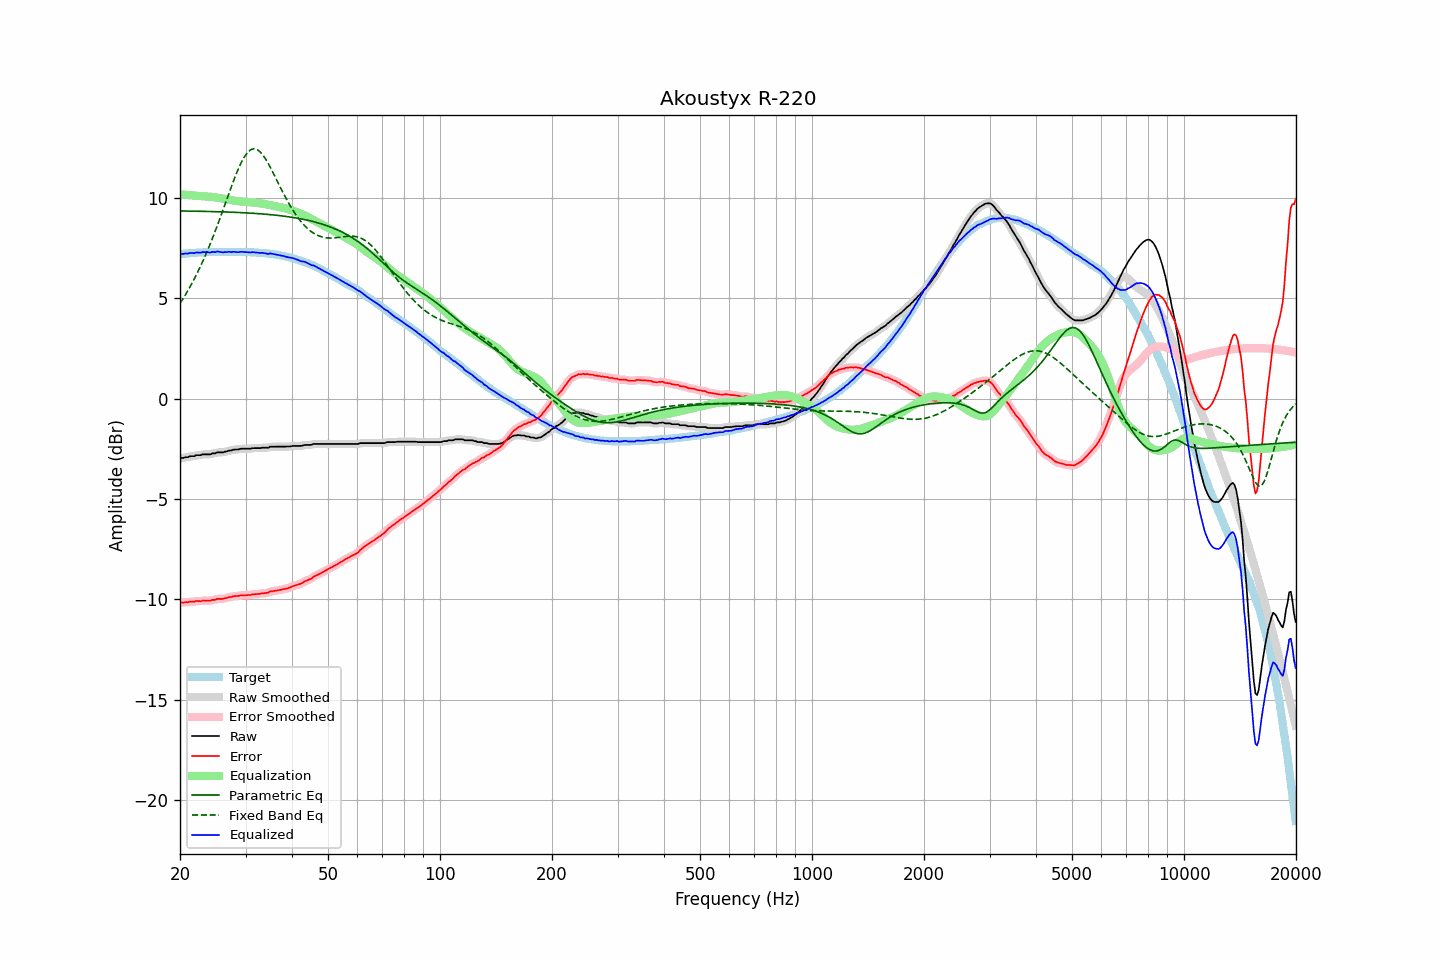 Akoustyx R-220
Amplitude (dBr)
10
5
0
−5
−10
−15
−20
Target
Raw Smoothed
Error Smoothed
Raw
Error
Equalization
Parametric Eq
Fixed Band Eq
Equalized
20 50 100 200 500 1000 2000 5000 10000 20000
Frequency (Hz)